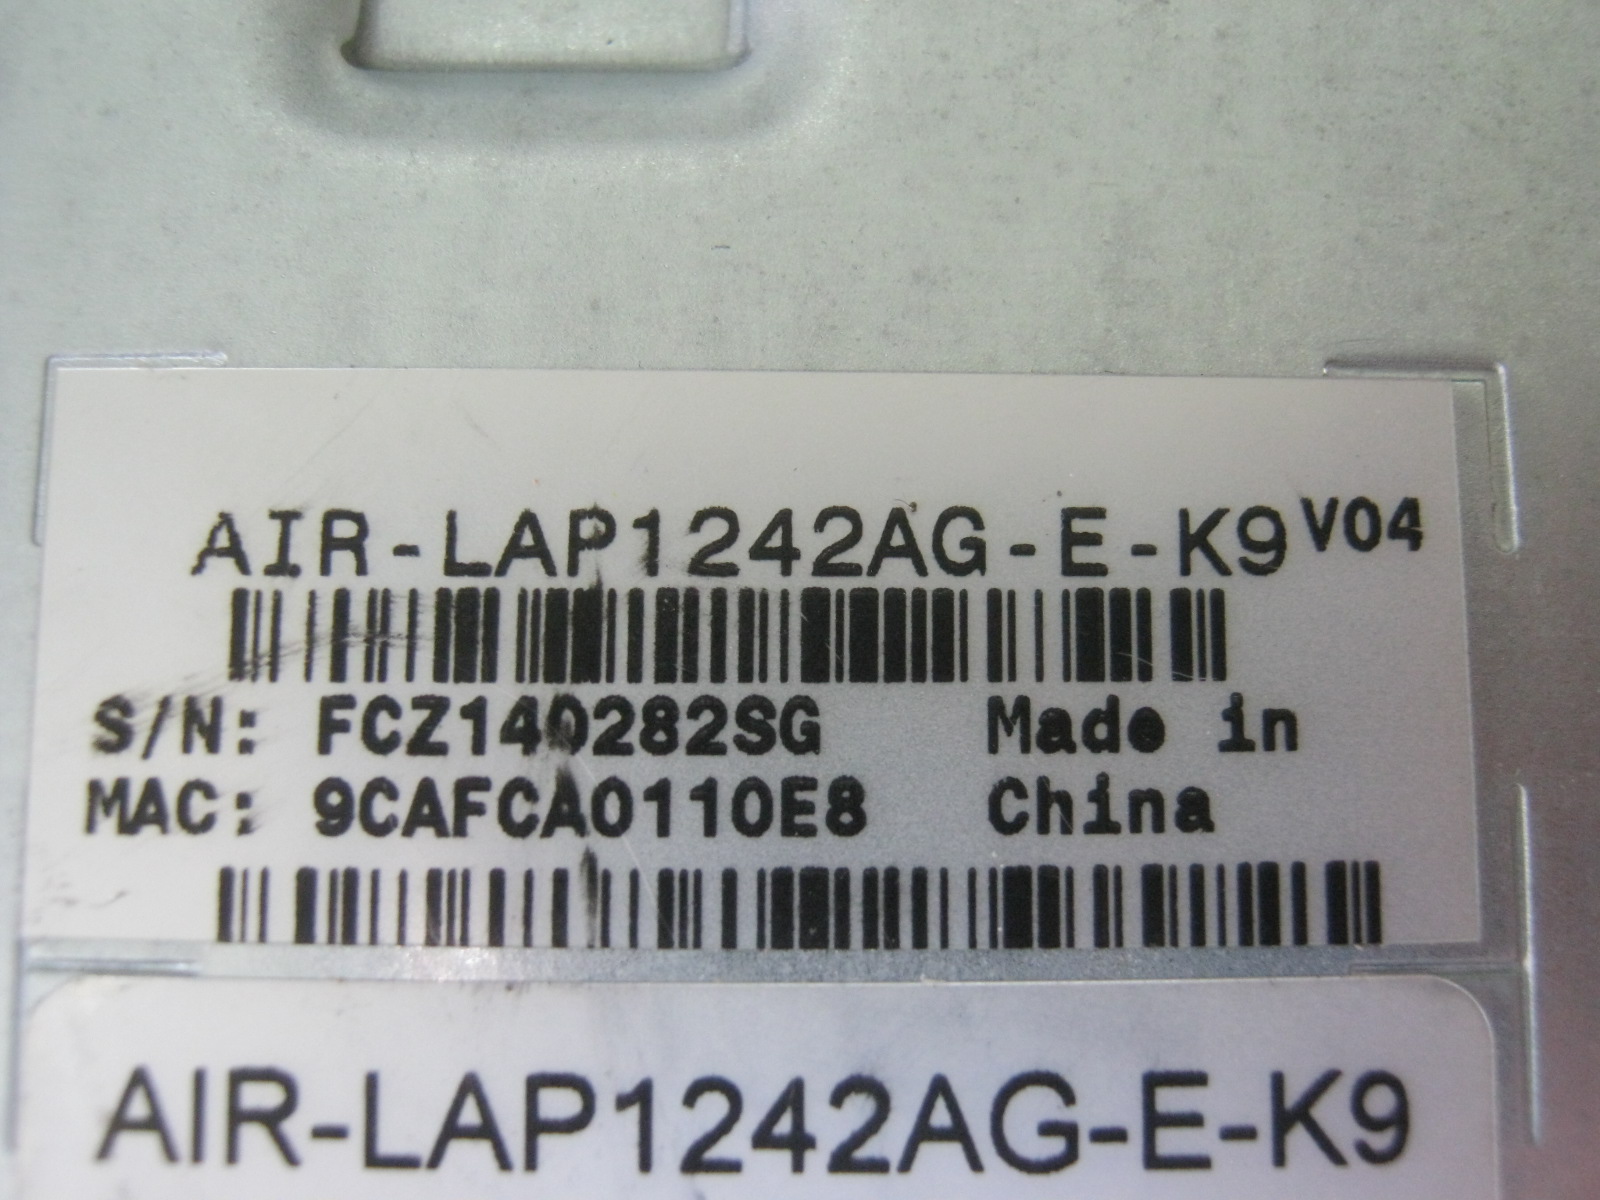 AIR-LAP1242AG-E-K9 V04
S/N: FCZ140282SG Made in
MAC: 9CAFCA0110E8 China
AIR-LAP1242AG-E-K9